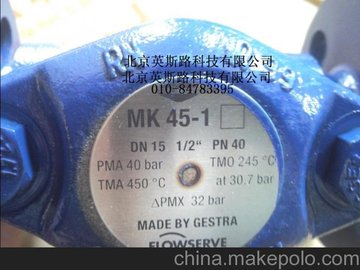 北京英斯路科技有限公司
北京英斯路科技有限公司
010-84783395
MK 45-1
DN 15 1/2“ PN 40
PMA 40 bar TMO 245 °C
TMA 450 °C at 30.7 bar
ΔPMX 32 bar
MADE BY GESTRA
FLOWSERVE
china.makepolo.com